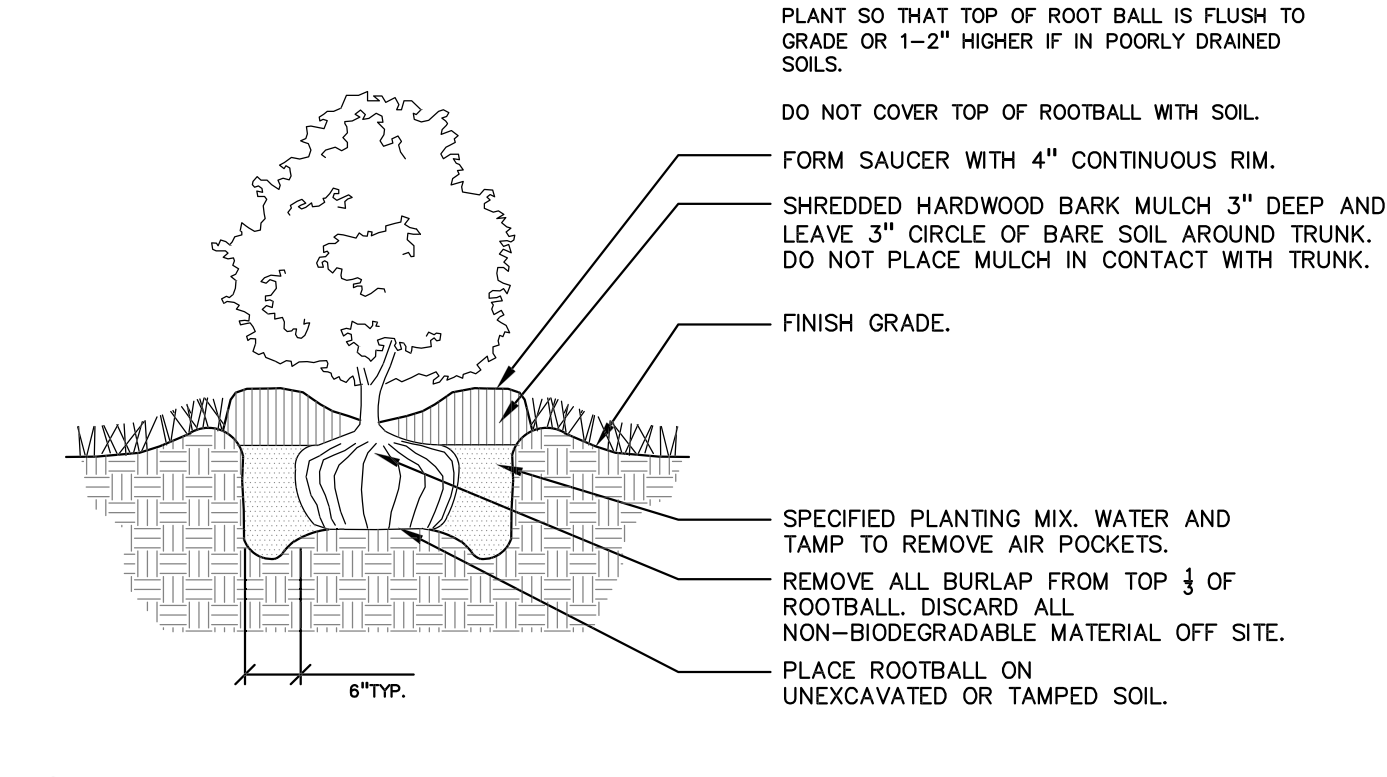 PLANT SO THAT TOP OF ROOT BALL IS FLUSH TO
GRADE OR 1–2" HIGHER IF IN POORLY DRAINED
SOILS.
DO NOT COVER TOP OF ROOTBALL WITH SOIL.
FORM SAUCER WITH 4" CONTINUOUS RIM.
SHREDDED HARDWOOD BARK MULCH 3" DEEP AND
LEAVE 3" CIRCLE OF BARE SOIL AROUND TRUNK.
DO NOT PLACE MULCH IN CONTACT WITH TRUNK.
FINISH GRADE.
SPECIFIED PLANTING MIX. WATER AND
TAMP TO REMOVE AIR POCKETS.
REMOVE ALL BURLAP FROM TOP 1/3 OF
ROOTBALL. DISCARD ALL
NON–BIODEGRADABLE MATERIAL OFF SITE.
PLACE ROOTBALL ON
UNEXCAVATED OR TAMPED SOIL.
6"TYP.